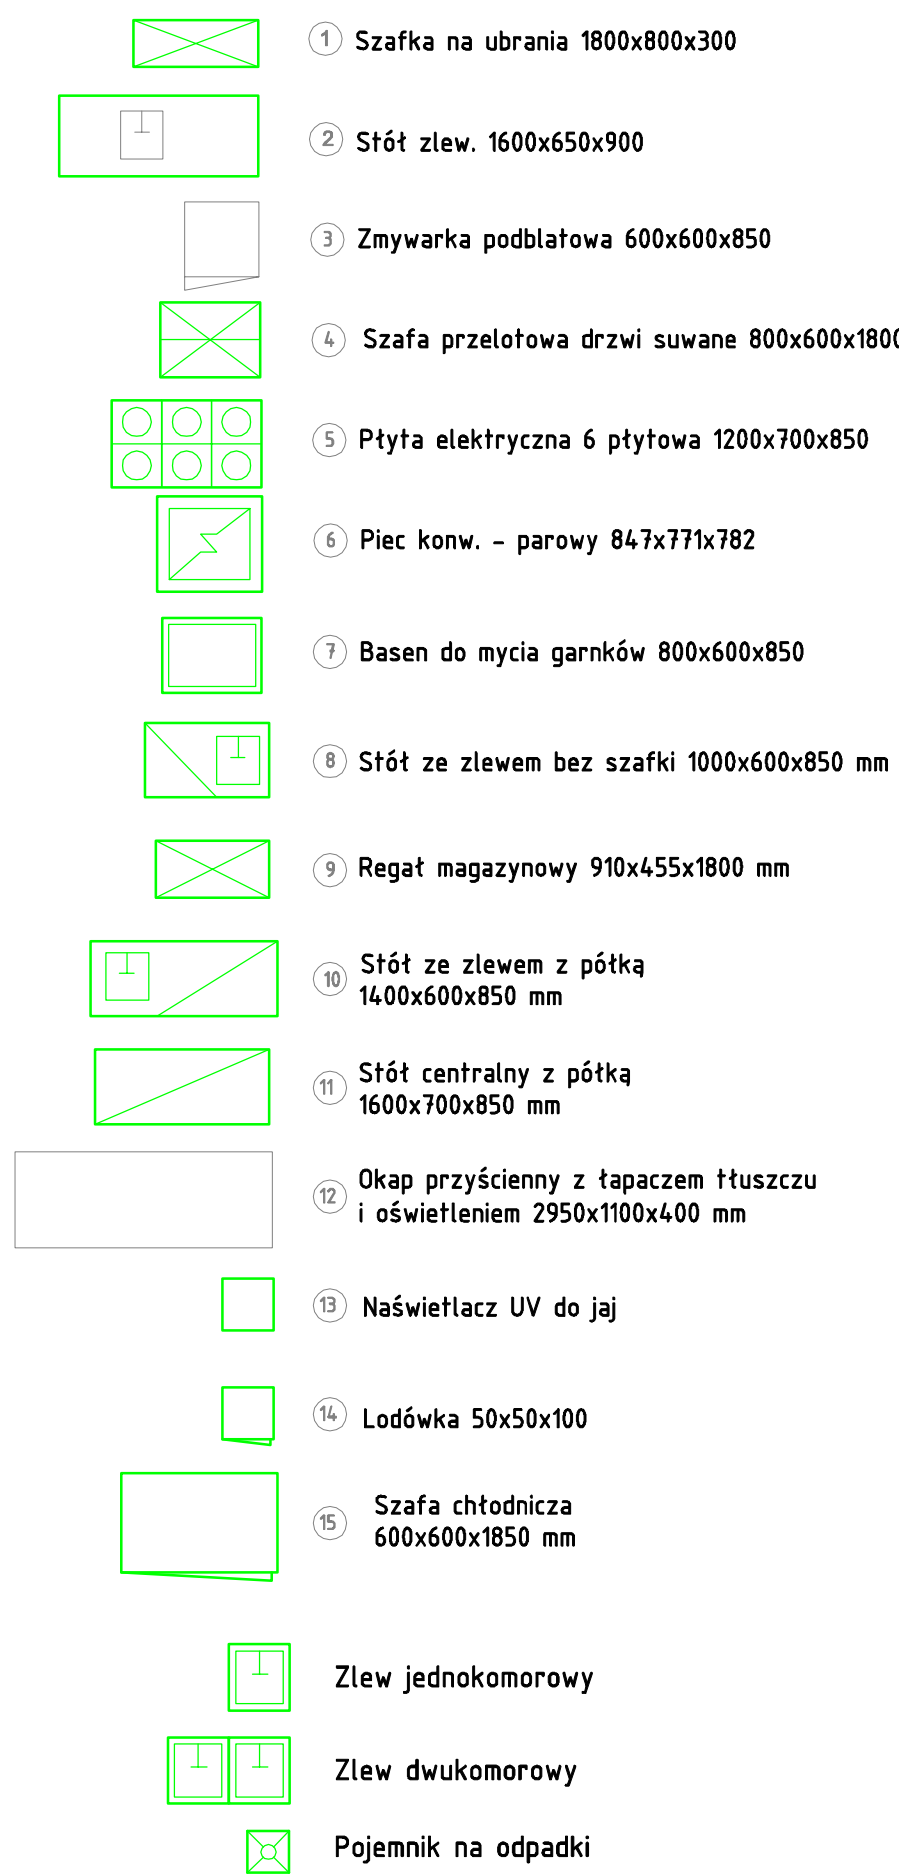 1 Szafka na ubrania 1800x800x300
2 Stół zlew. 1600x650x900
3 Zmywarka podblatowa 600x600x850
4 Szafa przelotowa drzwi suwane 800x600x1800
5 Płyta elektryczna 6 płytowa 1200x700x850
6 Piec konw. - parowy 847x771x782
7 Basen do mycia garnków 800x600x850
8 Stół ze zlewem bez szafki 1000x600x850 mm
9 Regał magazynowy 910x455x1800 mm
10 Stół ze zlewem z półką
1400x600x850 mm
11 Stół centralny z półką
1600x700x850 mm
12 Okap przyścienny z łapaczem tłuszczu
i oświetleniem 2950x1100x400 mm
13 Naświetlacz UV do jaj
14 Lodówka 50x50x100
15 Szafa chłodnicza
600x600x1850 mm
Zlew jednokomorowy
Zlew dwukomorowy
Pojemnik na odpadki